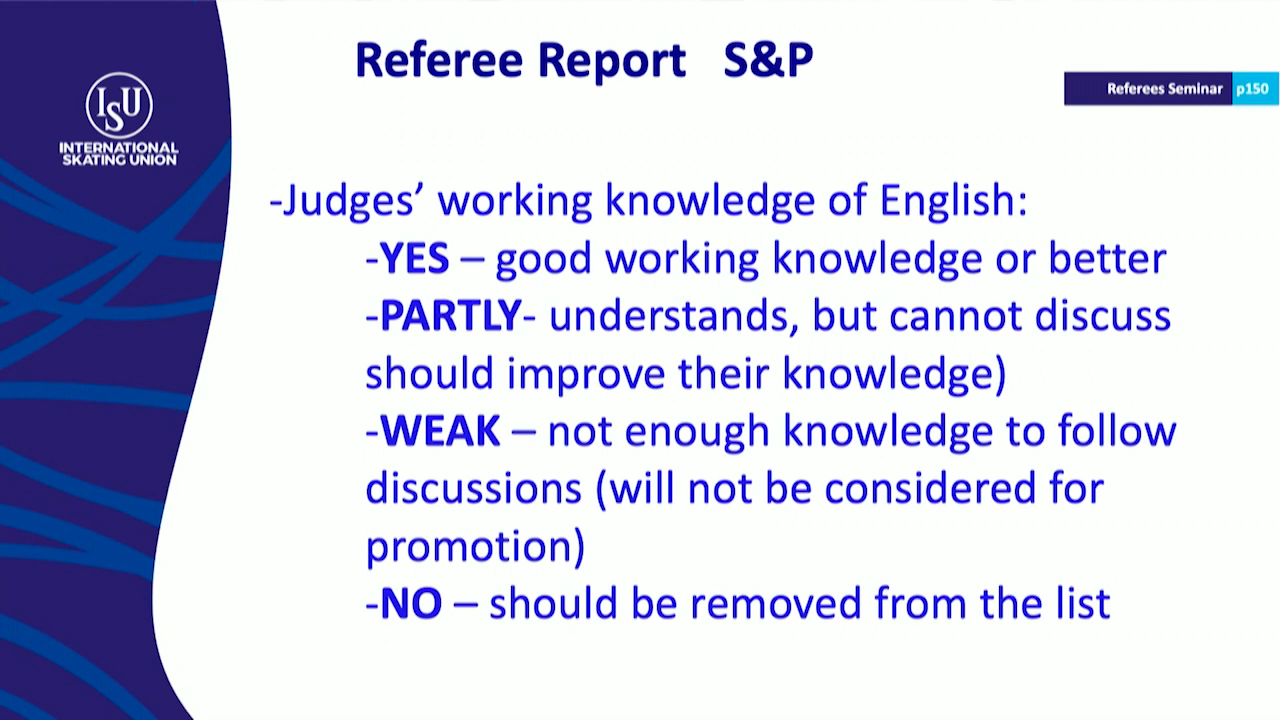 Referee Report S&P
Referees Seminar p150
ISU
INTERNATIONAL
SKATING UNION
-Judges’ working knowledge of English:
-YES – good working knowledge or better
-PARTLY- understands, but cannot discuss
should improve their knowledge)
-WEAK – not enough knowledge to follow
discussions (will not be considered for
promotion)
-NO – should be removed from the list